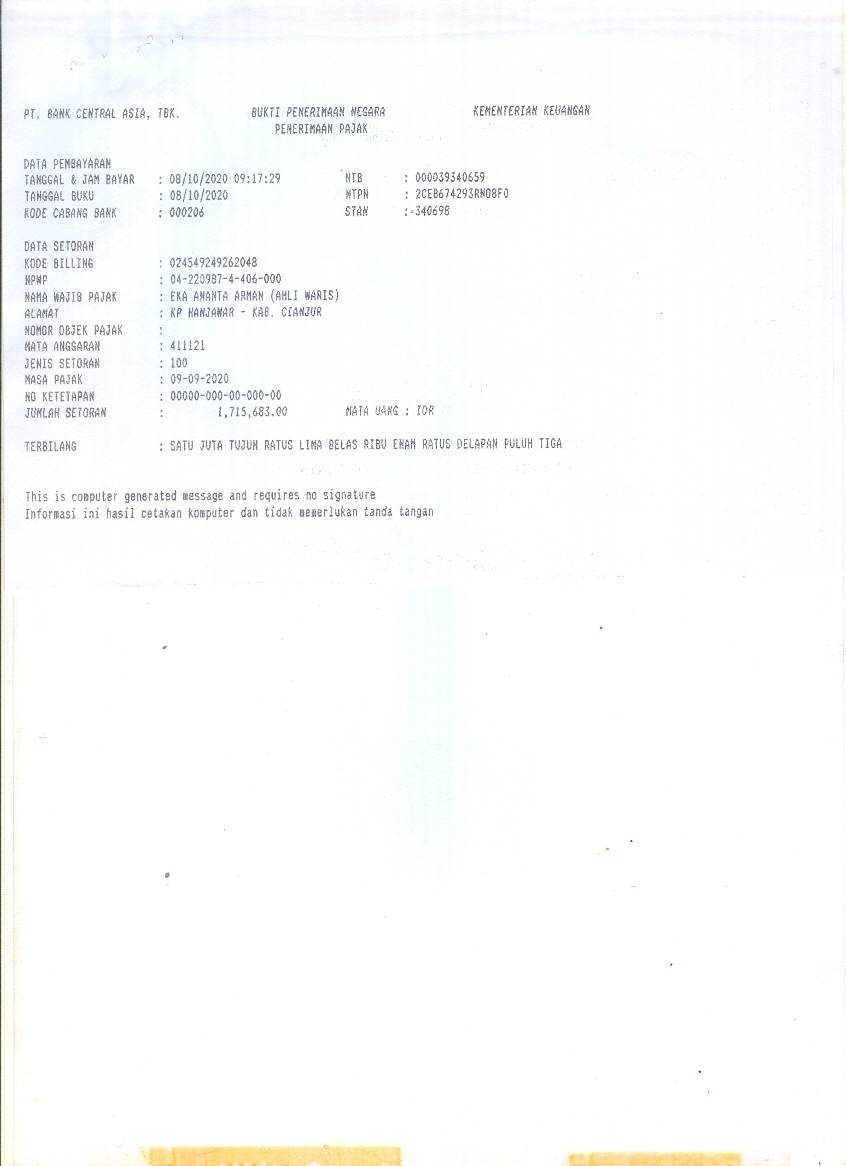 PT. BANK CENTRAL ASIA, TBK. BUKTI PENERIMAAN NEGARA KEMENTERIAN KEUANGAN
PENERIMAAN PAJAK
DATA PEMBAYARAN
TANGGAL & JAM BAYAR : 08/10/2020 09:17:29 NTB : 000039340659
TANGGAL BUKU : 08/10/2020 NTPN : 2CEB674293RNO8F0
KODE CABANG BANK : 000206 STAN : 340698
DATA SETORAN
KODE BILLING : 024549249262048
NPWP : 04-220987-4-406-000
NAMA WAJIB PAJAK : EKA ANANTA ARMAN (AHLI WARIS)
ALAMAT : KP HANJAWAR - KAB. CIANJUR
NOMOR OBJEK PAJAK :
MATA ANGGARAN : 411121
JENIS SETORAN : 100
MASA PAJAK : 09-09-2020
NO KETETAPAN : 00000-000-00-000-00
JUMLAH SETORAN : 1,715,683.00 MATA UANG : IDR
TERBILANG : SATU JUTA TUJUH RATUS LIMA BELAS RIBU ENAM RATUS DELAPAN PULUH TIGA
This is computer generated message and requires no signature
Informasi ini hasil cetakan komputer dan tidak memerlukan tanda tangan